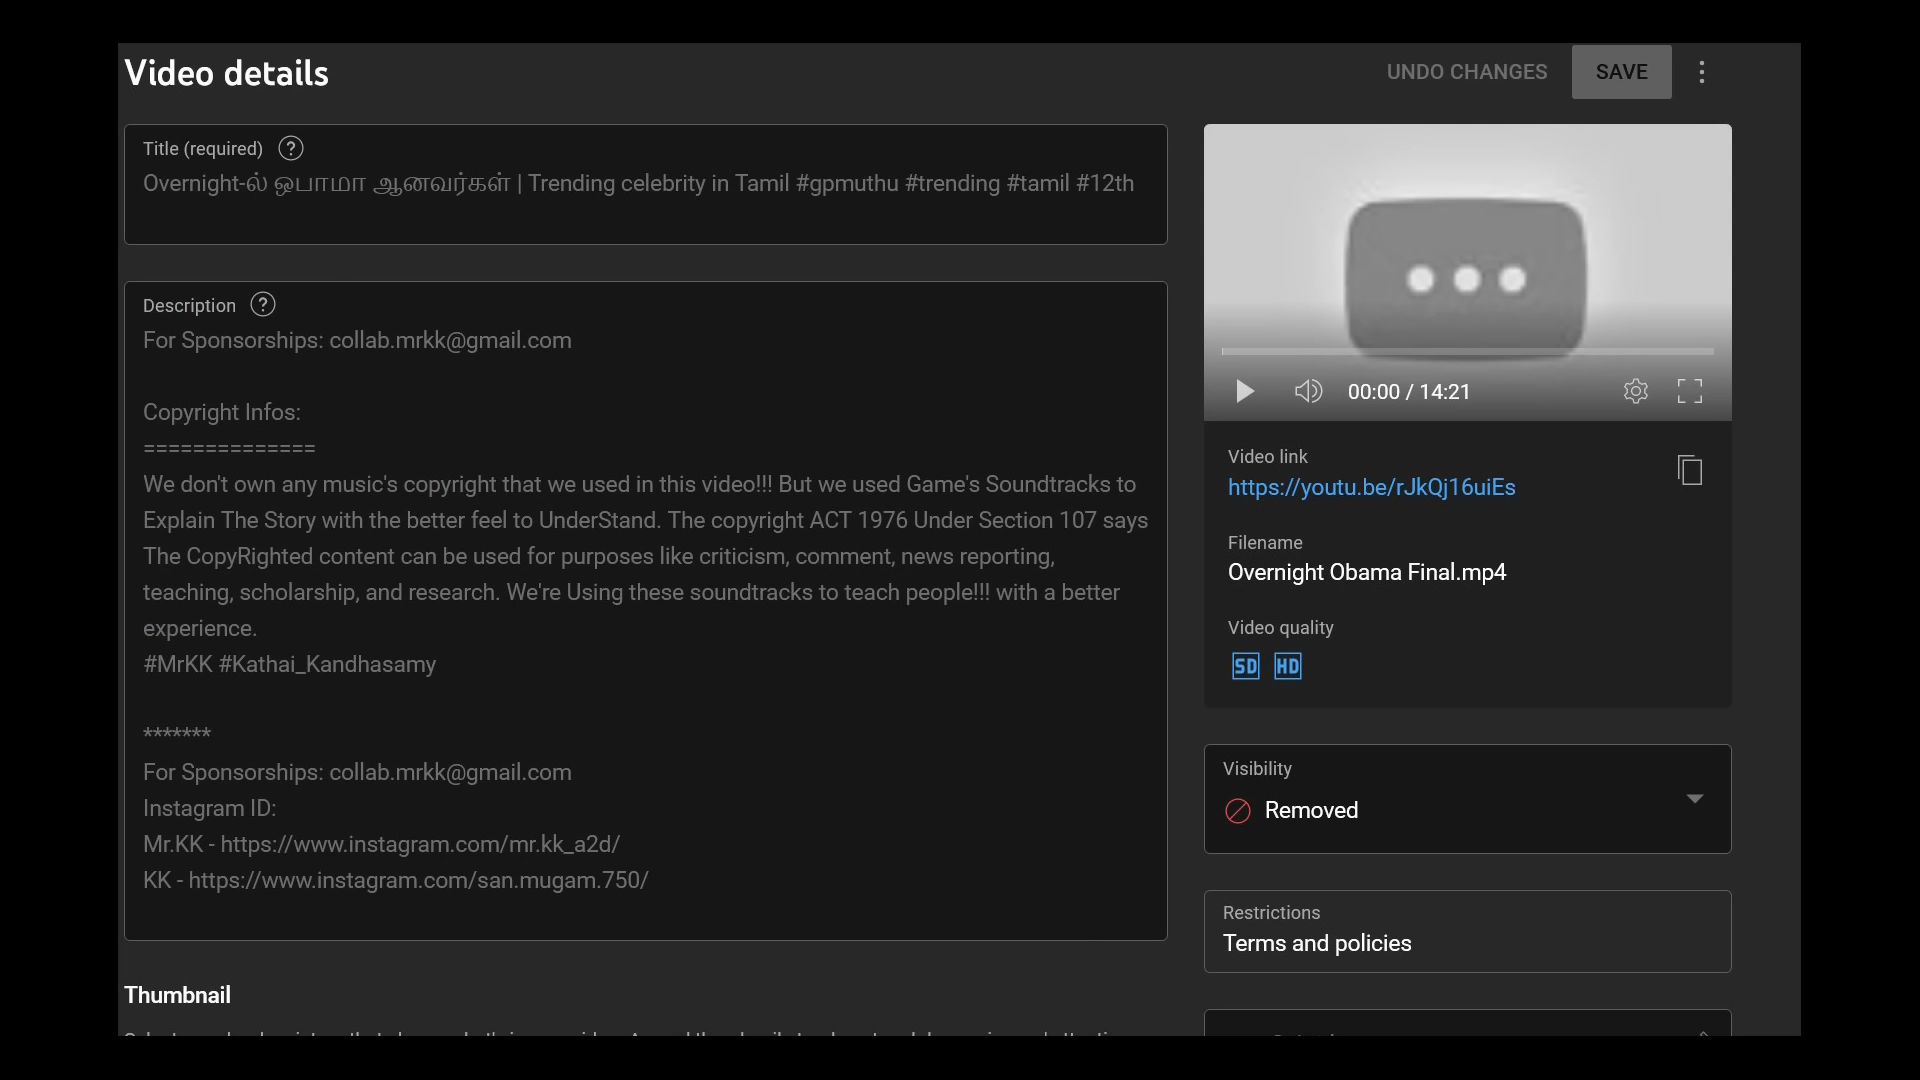 Video details
UNDO CHANGES
SAVE
Title (required)
Overnight-ல் ஒபாமா ஆனவர்கள் | Trending celebrity in Tamil #gpmuthu #trending #tamil #12th
Description
For Sponsorships: collab.mrkk@gmail.com
Copyright Infos:
==============
We don't own any music's copyright that we used in this video!!! But we used Game's Soundtracks to
Explain The Story with the better feel to UnderStand. The copyright ACT 1976 Under Section 107 says
The CopyRighted content can be used for purposes like criticism, comment, news reporting,
teaching, scholarship, and research. We're Using these soundtracks to teach people!!! with a better
experience.
#MrKK #Kathai_Kandhasamy
*******
For Sponsorships: collab.mrkk@gmail.com
Instagram ID:
Mr.KK - https://www.instagram.com/mr.kk_a2d/
KK - https://www.instagram.com/san.mugam.750/
Thumbnail
00:00 / 14:21
Video link
https://youtu.be/rJkQj16uiEs
Filename
Overnight Obama Final.mp4
Video quality
SD HD
Visibility
Removed
Restrictions
Terms and policies